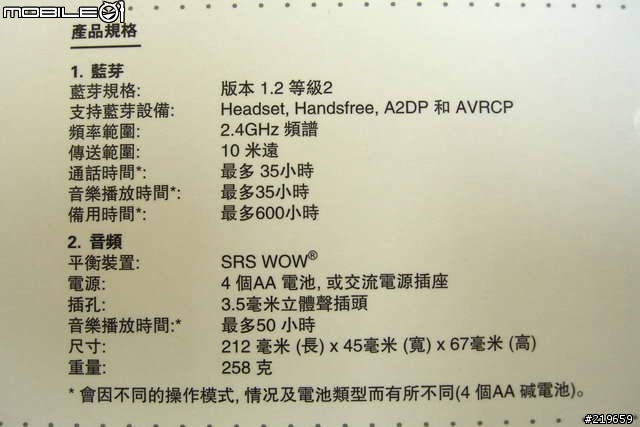 MOBILE01
產品規格
1. 藍芽
藍芽規格: 版本 1.2 等級2
支持藍芽設備: Headset, Handsfree, A2DP 和 AVRCP
頻率範圍: 2.4GHz 頻譜
傳送範圍: 10 米遠
通話時間*: 最多 35小時
音樂播放時間*: 最多35小時
備用時間*: 最多600小時
2. 音頻
平衡裝置: SRS WOW®
電源: 4 個AA 電池, 或交流電源插座
插孔: 3.5毫米立體聲插頭
音樂播放時間:* 最多50 小時
尺寸: 212 毫米 (長) x 45毫米 (寬) x 67毫米 (高)
重量: 258 克
* 會因不同的操作模式, 情况及電池類型而有所不同(4 個AA 碱電池)。
#219659